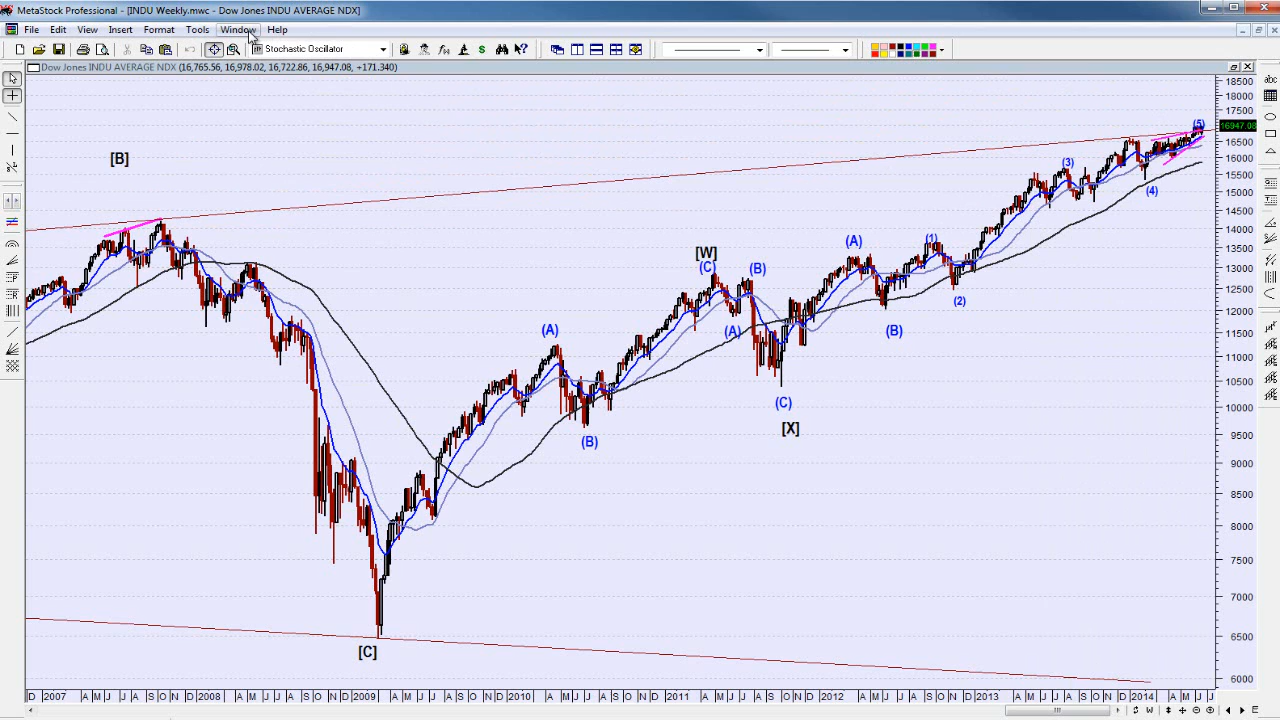 MetaStock Professional - [INDU Weekly.mwc - Dow Jones INDU AVERAGE NDX]
File Edit View Insert Format Tools Window Help
Stochastic Oscillator
Dow Jones INDU AVERAGE NDX (16,765.56, 16,978.02, 16,722.86, 16,947.08, +171.340)
abc
18500
18000
17500
16947.08
16500
16000
15500
15000
14500
14000
13500
13000
12500
12000
11500
11000
10500
10000
9500
9000
8500
8000
7500
7000
6500
6000
(5)
[B]
(3)
(4)
(1)
(A)
[W]
(C)
(B)
(2)
(A)
(A)
(B)
(C)
[X]
(B)
[C]
D 2007 A M J J A S O N D 2008 A M J J A S O N D 2009 A M J J A S O N D 2010 A M J J A S O N D 2011 A M J J A S O N D 2012 A M J J A S O N D 2013 A M J J A S O N D 2014 A M J J
W
E